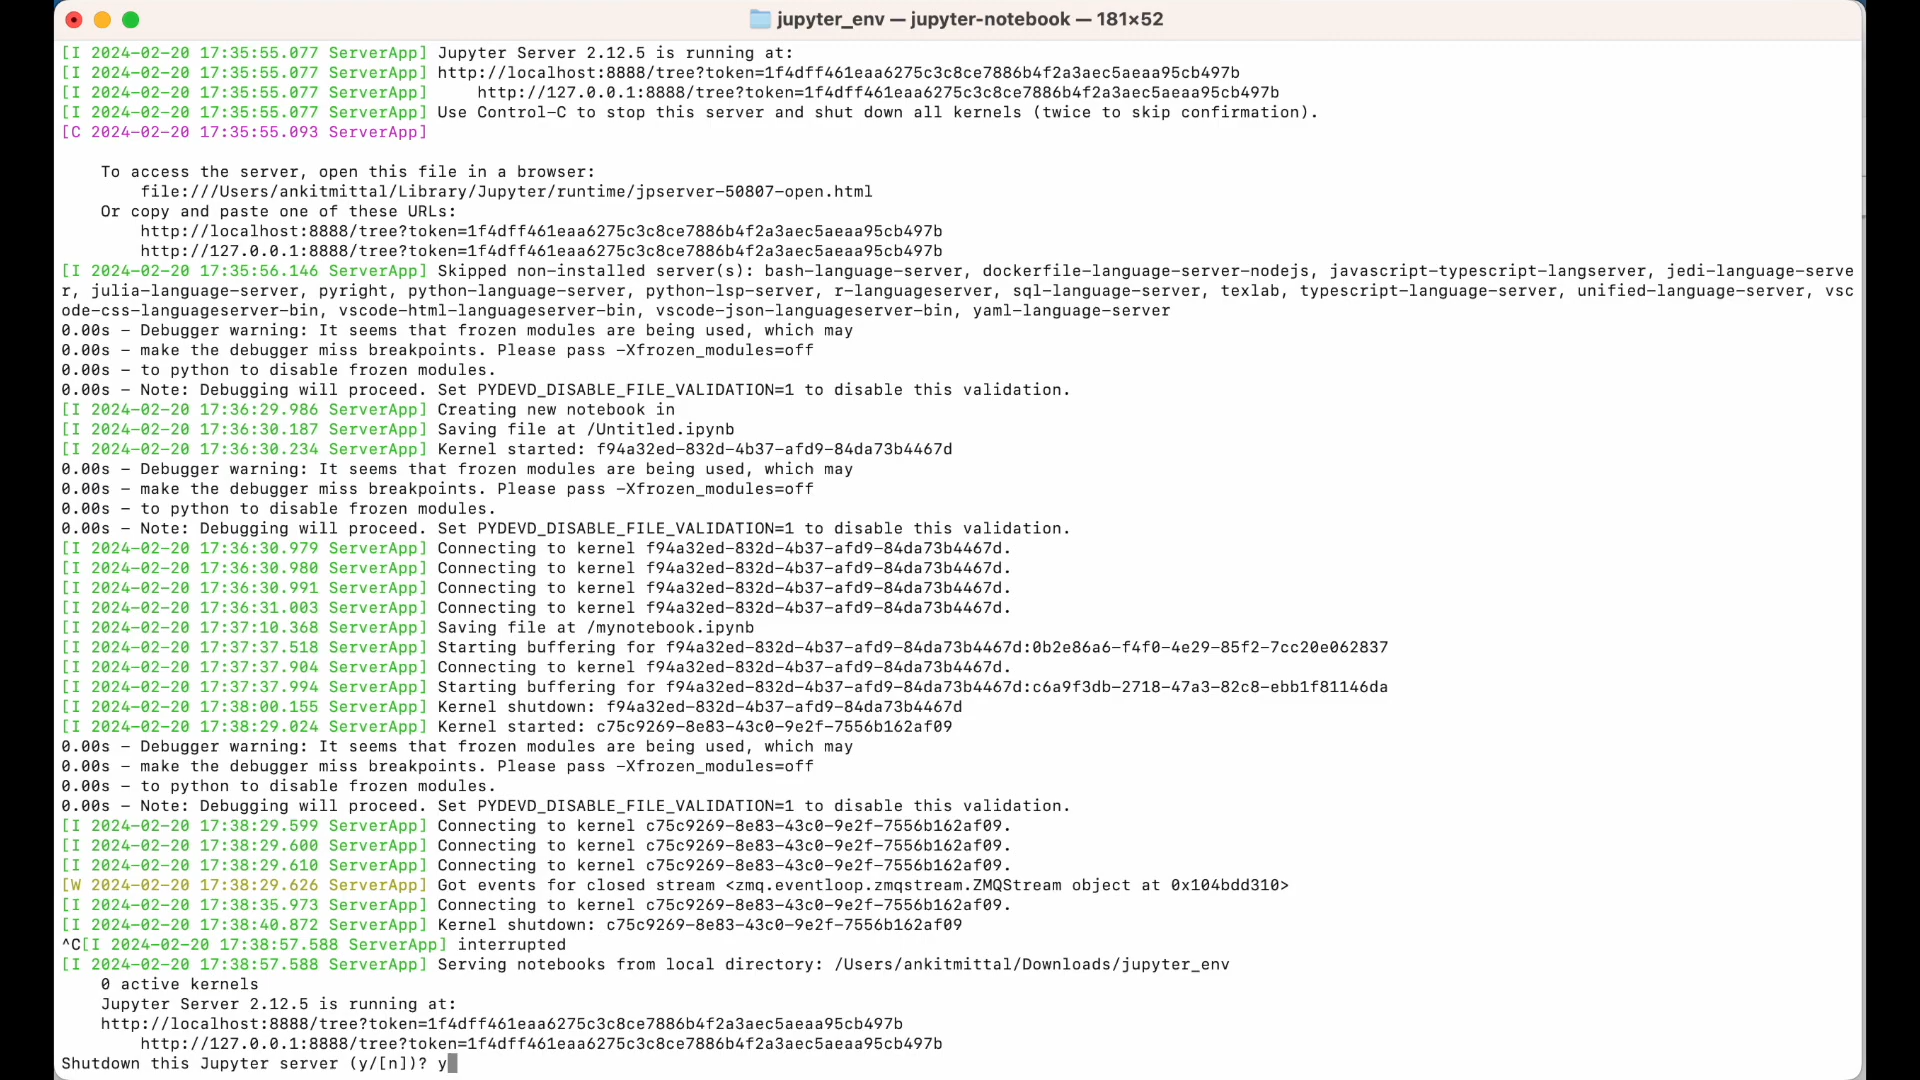 jupyter_env — jupyter-notebook — 181×52
[I 2024-02-20 17:35:55.077 ServerApp] Jupyter Server 2.12.5 is running at:
[I 2024-02-20 17:35:55.077 ServerApp] http://localhost:8888/tree?token=1f4dff461eaa6275c3c8ce7886b4f2a3aec5aeaa95cb497b
[I 2024-02-20 17:35:55.077 ServerApp]     http://127.0.0.1:8888/tree?token=1f4dff461eaa6275c3c8ce7886b4f2a3aec5aeaa95cb497b
[I 2024-02-20 17:35:55.077 ServerApp] Use Control-C to stop this server and shut down all kernels (twice to skip confirmation).
[C 2024-02-20 17:35:55.093 ServerApp]
    To access the server, open this file in a browser:
        file:///Users/ankitmittal/Library/Jupyter/runtime/jpserver-50807-open.html
    Or copy and paste one of these URLs:
        http://localhost:8888/tree?token=1f4dff461eaa6275c3c8ce7886b4f2a3aec5aeaa95cb497b
        http://127.0.0.1:8888/tree?token=1f4dff461eaa6275c3c8ce7886b4f2a3aec5aeaa95cb497b
[I 2024-02-20 17:35:56.146 ServerApp] Skipped non-installed server(s): bash-language-server, dockerfile-language-server-nodejs, javascript-typescript-langserver, jedi-language-serve
r, julia-language-server, pyright, python-language-server, python-lsp-server, r-languageserver, sql-language-server, texlab, typescript-language-server, unified-language-server, vsc
ode-css-languageserver-bin, vscode-html-languageserver-bin, vscode-json-languageserver-bin, yaml-language-server
0.00s - Debugger warning: It seems that frozen modules are being used, which may
0.00s - make the debugger miss breakpoints. Please pass -Xfrozen_modules=off
0.00s - to python to disable frozen modules.
0.00s - Note: Debugging will proceed. Set PYDEVD_DISABLE_FILE_VALIDATION=1 to disable this validation.
[I 2024-02-20 17:36:29.986 ServerApp] Creating new notebook in
[I 2024-02-20 17:36:30.187 ServerApp] Saving file at /Untitled.ipynb
[I 2024-02-20 17:36:30.234 ServerApp] Kernel started: f94a32ed-832d-4b37-afd9-84da73b4467d
0.00s - Debugger warning: It seems that frozen modules are being used, which may
0.00s - make the debugger miss breakpoints. Please pass -Xfrozen_modules=off
0.00s - to python to disable frozen modules.
0.00s - Note: Debugging will proceed. Set PYDEVD_DISABLE_FILE_VALIDATION=1 to disable this validation.
[I 2024-02-20 17:36:30.979 ServerApp] Connecting to kernel f94a32ed-832d-4b37-afd9-84da73b4467d.
[I 2024-02-20 17:36:30.980 ServerApp] Connecting to kernel f94a32ed-832d-4b37-afd9-84da73b4467d.
[I 2024-02-20 17:36:30.991 ServerApp] Connecting to kernel f94a32ed-832d-4b37-afd9-84da73b4467d.
[I 2024-02-20 17:36:31.003 ServerApp] Connecting to kernel f94a32ed-832d-4b37-afd9-84da73b4467d.
[I 2024-02-20 17:37:10.368 ServerApp] Saving file at /mynotebook.ipynb
[I 2024-02-20 17:37:37.518 ServerApp] Starting buffering for f94a32ed-832d-4b37-afd9-84da73b4467d:0b2e86a6-f4f0-4e29-85f2-7cc20e062837
[I 2024-02-20 17:37:37.904 ServerApp] Connecting to kernel f94a32ed-832d-4b37-afd9-84da73b4467d.
[I 2024-02-20 17:37:37.994 ServerApp] Starting buffering for f94a32ed-832d-4b37-afd9-84da73b4467d:c6a9f3db-2718-47a3-82c8-ebb1f81146da
[I 2024-02-20 17:38:00.155 ServerApp] Kernel shutdown: f94a32ed-832d-4b37-afd9-84da73b4467d
[I 2024-02-20 17:38:29.024 ServerApp] Kernel started: c75c9269-8e83-43c0-9e2f-7556b162af09
0.00s - Debugger warning: It seems that frozen modules are being used, which may
0.00s - make the debugger miss breakpoints. Please pass -Xfrozen_modules=off
0.00s - to python to disable frozen modules.
0.00s - Note: Debugging will proceed. Set PYDEVD_DISABLE_FILE_VALIDATION=1 to disable this validation.
[I 2024-02-20 17:38:29.599 ServerApp] Connecting to kernel c75c9269-8e83-43c0-9e2f-7556b162af09.
[I 2024-02-20 17:38:29.600 ServerApp] Connecting to kernel c75c9269-8e83-43c0-9e2f-7556b162af09.
[I 2024-02-20 17:38:29.610 ServerApp] Connecting to kernel c75c9269-8e83-43c0-9e2f-7556b162af09.
[W 2024-02-20 17:38:29.626 ServerApp] Got events for closed stream <zmq.eventloop.zmqstream.ZMQStream object at 0x104bdd310>
[I 2024-02-20 17:38:35.973 ServerApp] Connecting to kernel c75c9269-8e83-43c0-9e2f-7556b162af09.
[I 2024-02-20 17:38:40.872 ServerApp] Kernel shutdown: c75c9269-8e83-43c0-9e2f-7556b162af09
^C[I 2024-02-20 17:38:57.588 ServerApp] interrupted
[I 2024-02-20 17:38:57.588 ServerApp] Serving notebooks from local directory: /Users/ankitmittal/Downloads/jupyter_env
    0 active kernels
    Jupyter Server 2.12.5 is running at:
    http://localhost:8888/tree?token=1f4dff461eaa6275c3c8ce7886b4f2a3aec5aeaa95cb497b
        http://127.0.0.1:8888/tree?token=1f4dff461eaa6275c3c8ce7886b4f2a3aec5aeaa95cb497b
Shutdown this Jupyter server (y/[n])? y